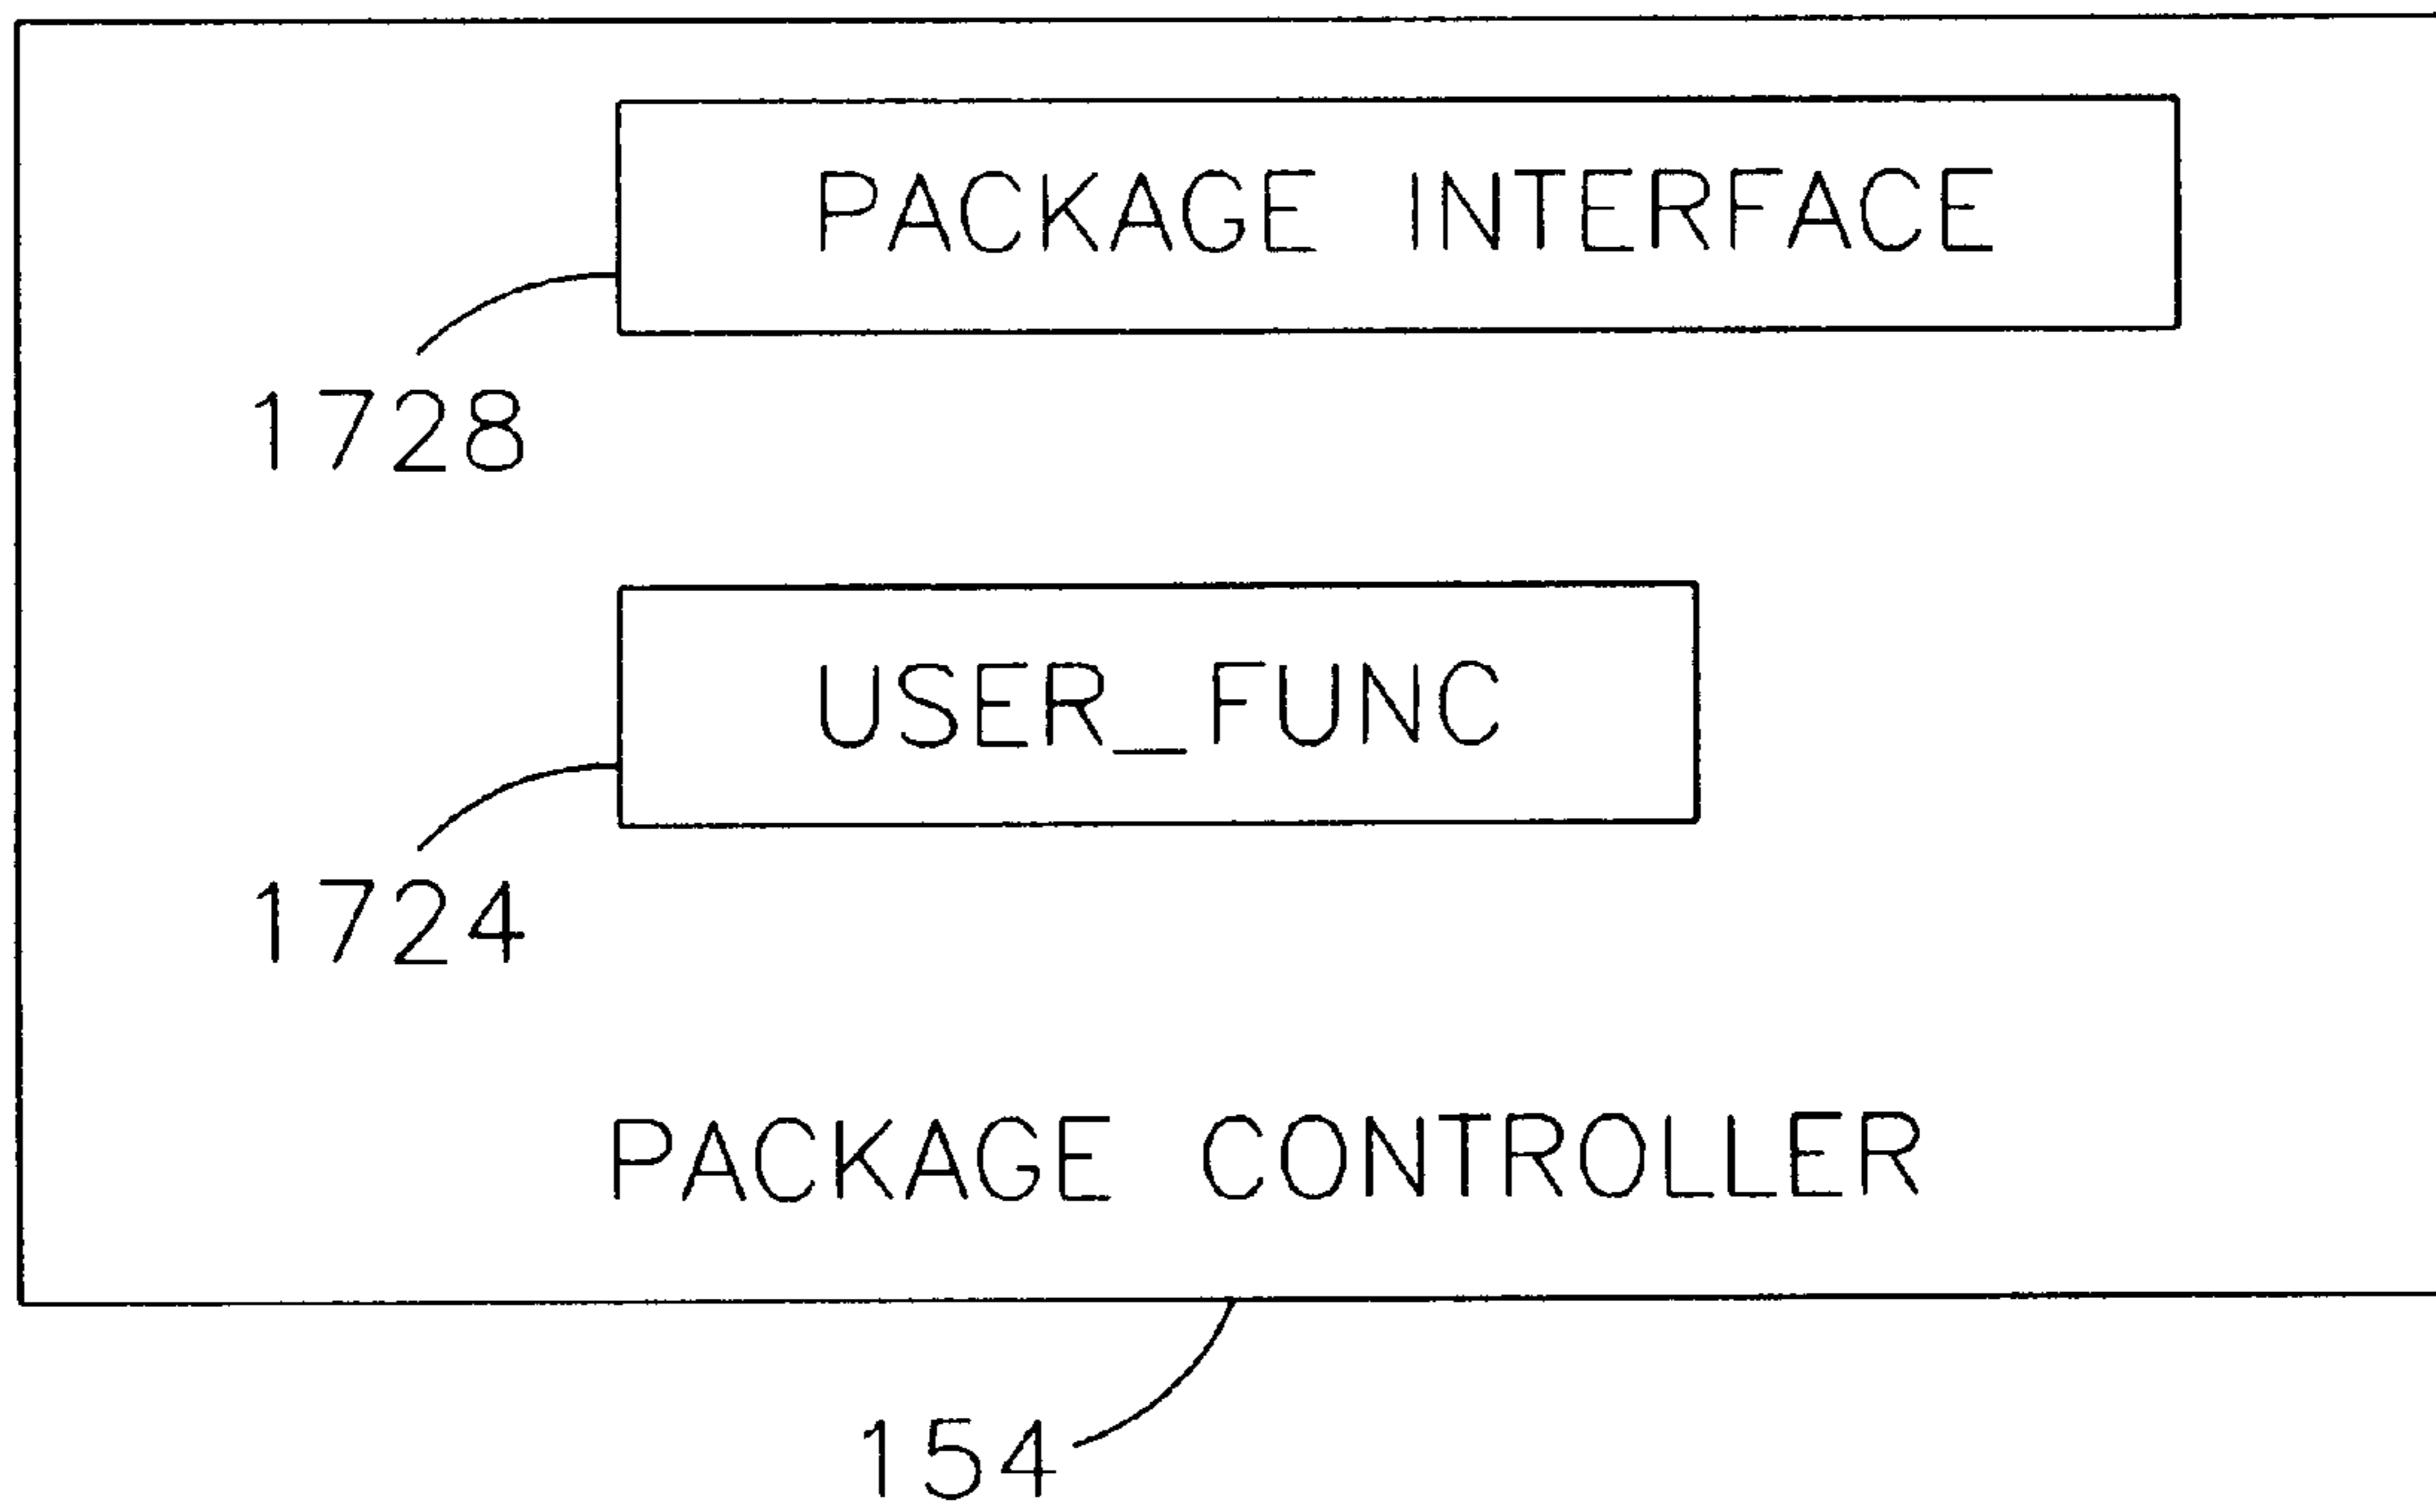 PACKAGE INTERFACE
1728
USER_FUNC
1724
PACKAGE CONTROLLER
154